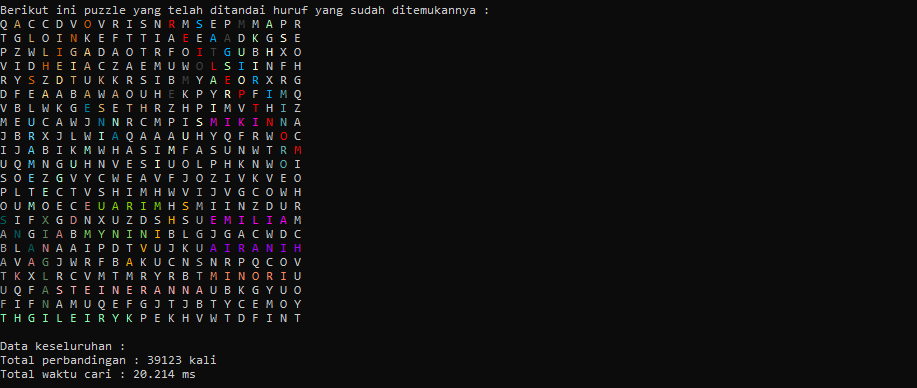 Berikut ini puzzle yang telah ditandai huruf yang sudah ditemukannya :
Q A C C D V O V R I S N R M S E P M M A P R
T G L O I N K E F T T I A E E A A D K G S E
P Z W L I G A D A O T R F O I T G U B H X O
V I D H E I A C Z A E M U W O L S I I N F H
R Y S Z D T U K K R S I B M Y A E O R X R G
D F E A A B A W A O U H E K P Y R P F I M Q
V B L W K G E S E T H R Z H P I M V T H I Z
M E U C A W J N N R C M P I S M I K I N N A
J B R X J L W I A Q A A A U H Y Q F R W O C
I J A B I K M W H A S I M F A S U N W T R M
U Q M N G U H N V E S I U O L P H K N W O I
S O E Z G V Y C W E A V F J O Z I V K V E O
P L T E C T V S H I M H W V I J V G C O W H
O U M O E C E U A R I M H S M I I N Z D U R
S I F X G D N X U Z D S H S U E M I L I A M
A N G I A B M Y N I N I B L G J G A C W D C
B L A N A A I P D T V U J K U A I R A N I H
A V A G J W R F B A K U C N S N R P Q C O V
T K X L R C V M T M R Y R B T M I N O R I U
U Q F A S T E I N E R A N N A U B K G Y U O
F I F N A M U Q E F G J T J B T Y C E M O Y
T H G I L E I R Y K P E K H V W T D F I N T
Data keseluruhan :
Total perbandingan : 39123 kali
Total waktu cari : 20.214 ms